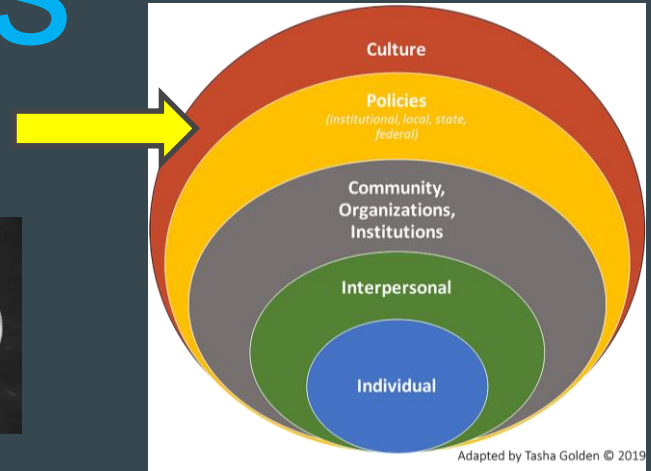 s
Culture
Policies
(institutional, local, state,
federal)
Community,
Organizations,
Institutions
Interpersonal
Individual
Adapted by Tasha Golden © 2019